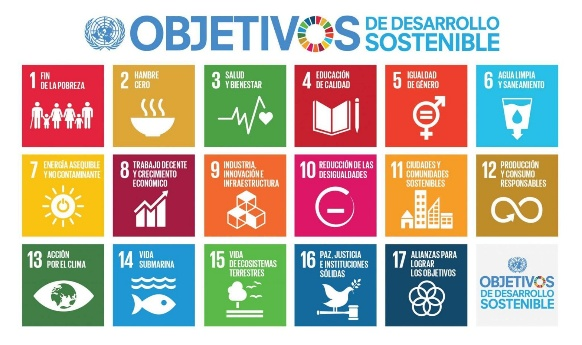 OBJETIVOS DE DESARROLLO
SOSTENIBLE
1 FIN
DE LA POBREZA
2 HAMBRE
CERO
3 SALUD
Y BIENESTAR
4 EDUCACIÓN
DE CALIDAD
5 IGUALDAD
DE GÉNERO
6 AGUA LIMPIA
Y SANEAMIENTO
7 ENERGÍA ASEQUIBLE
Y NO CONTAMINANTE
8 TRABAJO DECENTE
Y CRECIMIENTO
ECONÓMICO
9 INDUSTRIA,
INNOVACIÓN E
INFRAESTRUCTURA
10 REDUCCIÓN DE LAS
DESIGUALDADES
11 CIUDADES Y
COMUNIDADES
SOSTENIBLES
12 PRODUCCIÓN
Y CONSUMO
RESPONSABLES
13 ACCIÓN
POR EL CLIMA
14 VIDA
SUBMARINA
15 VIDA
DE ECOSISTEMAS
TERRESTRES
16 PAZ, JUSTICIA
E INSTITUCIONES
SÓLIDAS
17 ALIANZAS PARA
LOGRAR
LOS OBJETIVOS
OBJETIVOS
DE DESARROLLO
SOSTENIBLE